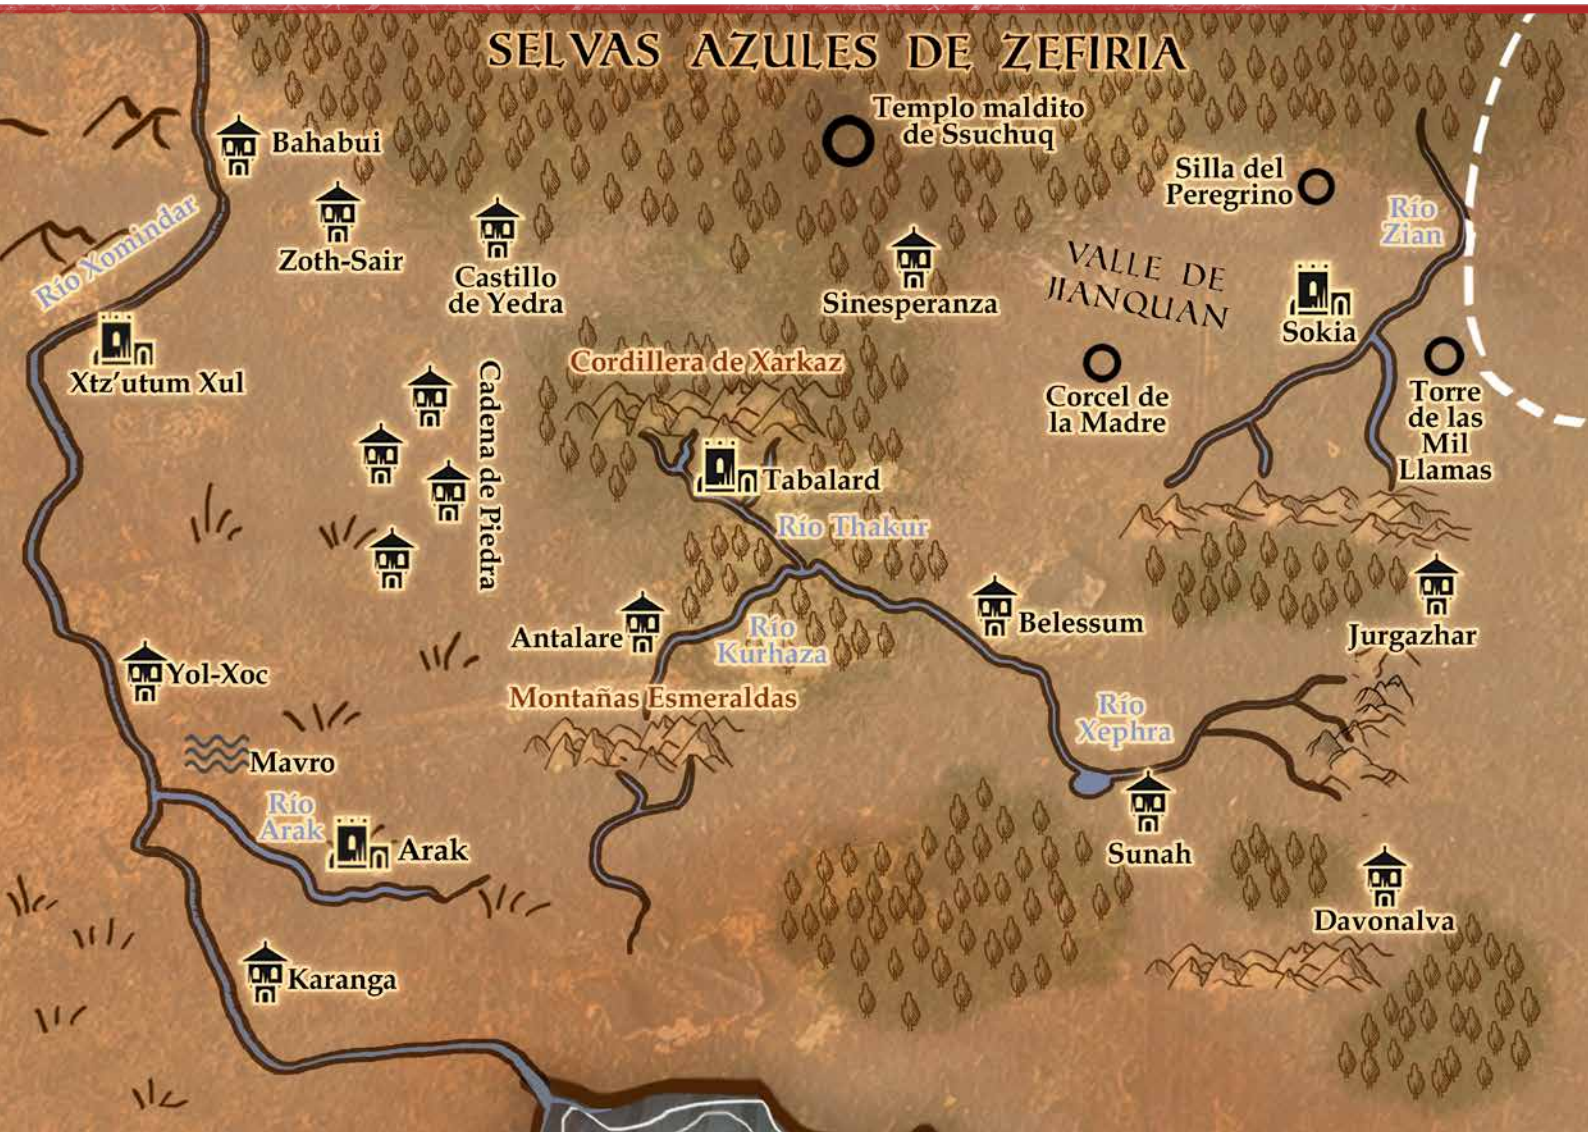 SELVAS AZULES DE ZEFIRIA
Templo maldito
de Ssuchuq
Bahabui
Silla del
Peregrino
Río
Zian
Río Xomindar
Zoth-Sair
Castillo
de Yedra
Sinesperanza
VALLE DE
JIANQUAN
Sokia
Xtz'utum Xul
Cordillera de Xarkaz
Corcel de
la Madre
Torre
de las
Mil
Llamas
Cadena de Piedra
Tabalard
Río Thakur
Antalare
Río
Kurhaza
Belessum
Jurgazhar
Yol-Xoc
Montañas Esmeraldas
Río
Xephra
Mavro
Río
Arak
Arak
Sunah
Davonalva
Karanga